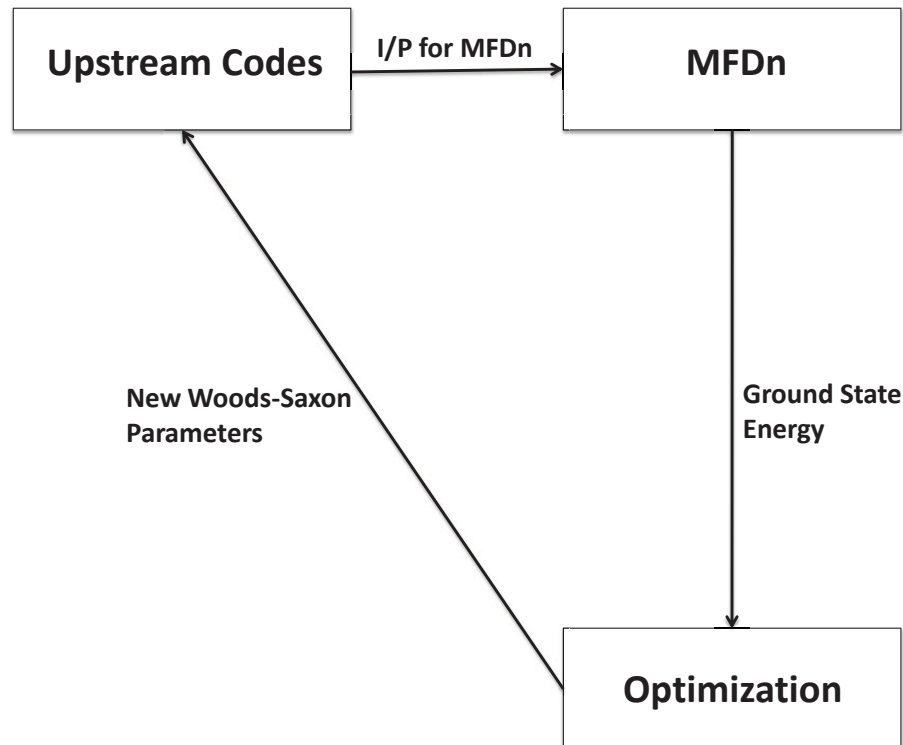 Upstream Codes
I/P for MFDn
MFDn
New Woods-Saxon
Parameters
Ground State
Energy
Optimization